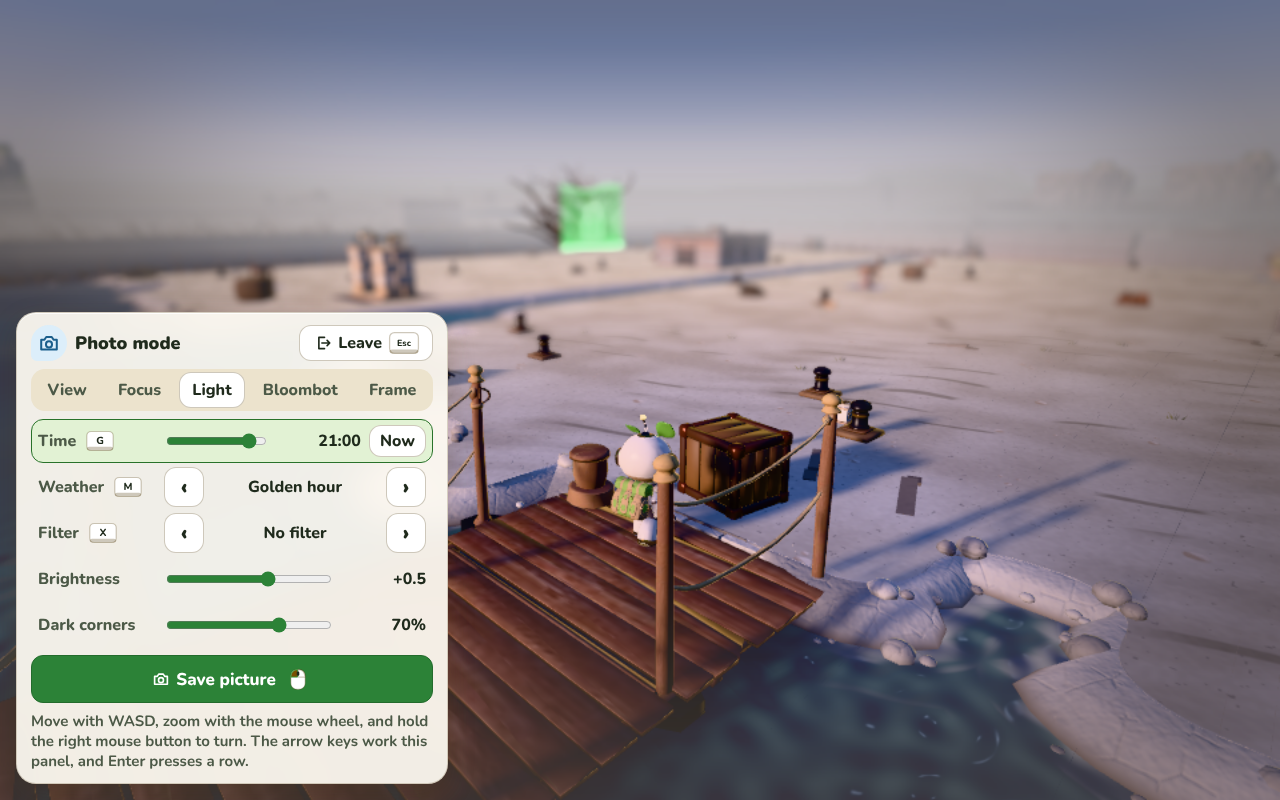 Photo mode
Leave Esc
View Focus Light Bloombot Frame
Time G 21:00 Now
Weather M ‹ Golden hour ›
Filter X ‹ No filter ›
Brightness +0.5
Dark corners 70%
Save picture
Move with WASD, zoom with the mouse wheel, and hold
the right mouse button to turn. The arrow keys work this
panel, and Enter presses a row.